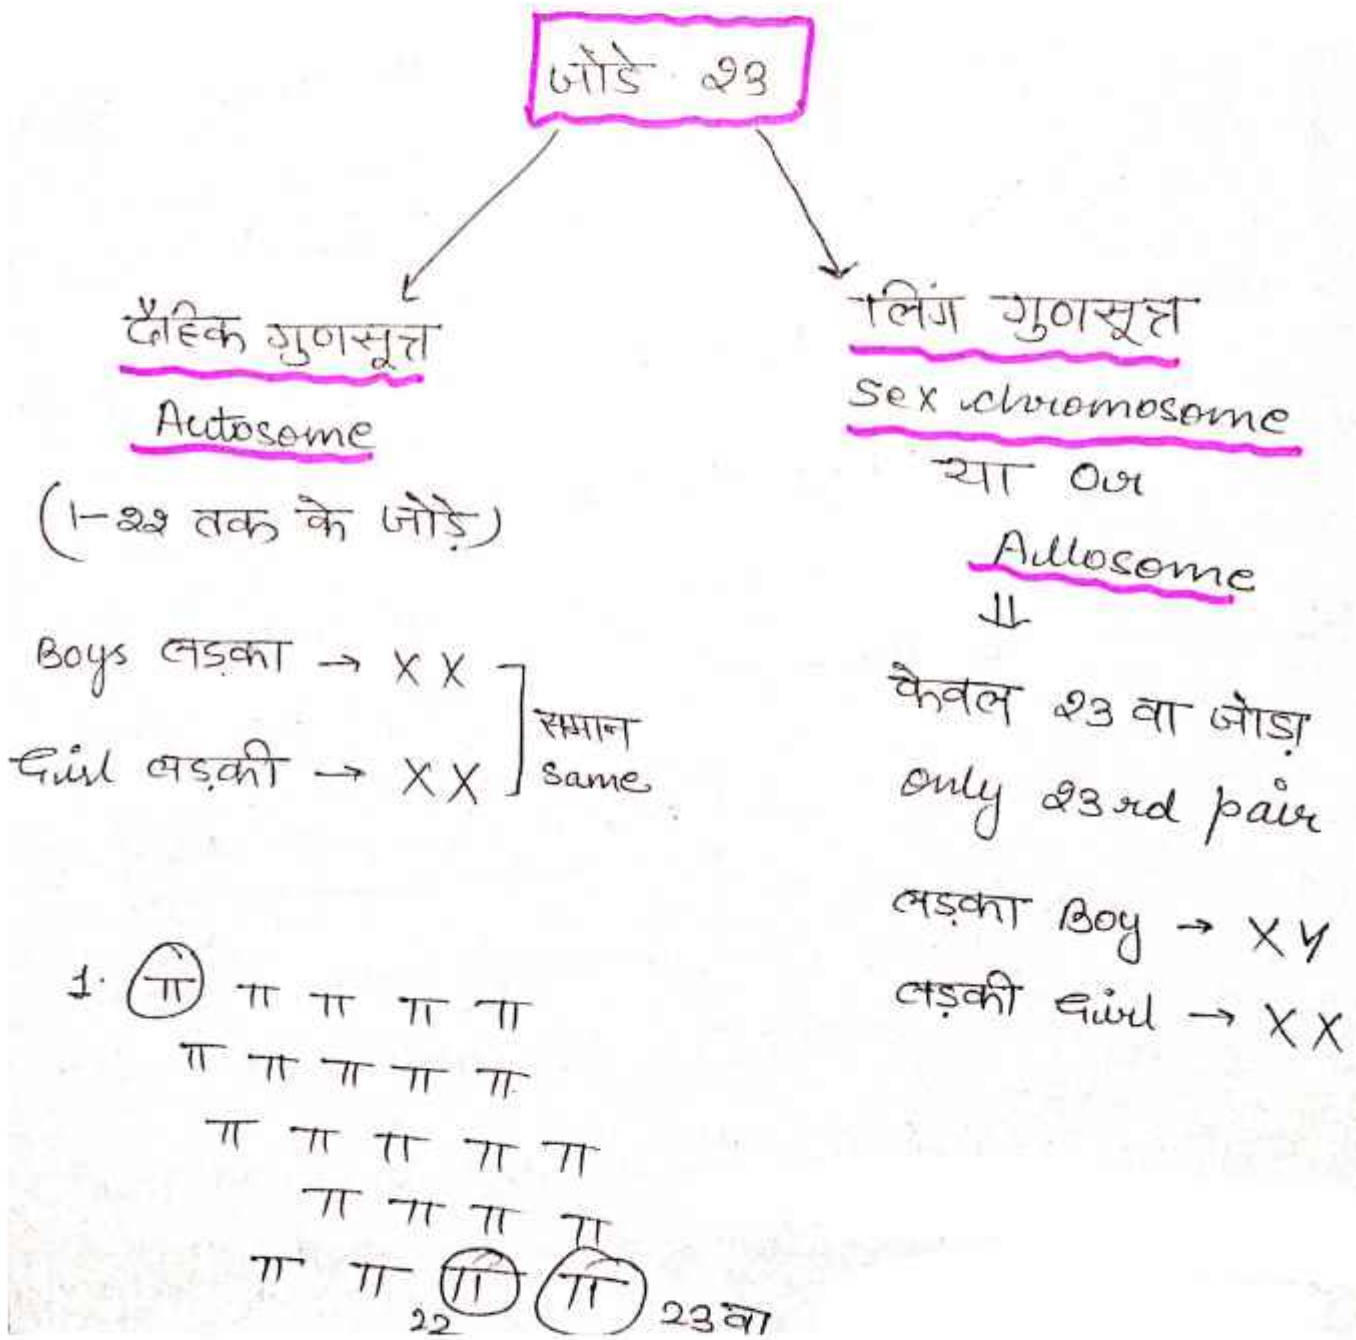 जोडे 23
दैहिक गुणसूत्र
Autosome
(1-22 तक के जोड़े)
Boys लड़का → X X
Girl लड़की → X X
समान
Same
1.
22
23 वा
लिंग गुणसूत्र
Sex chromosome
या Or
Allosome
केवल 23 वा जोडा
only 23rd pair
लड़का Boy → X Y
लड़की Girl → X X